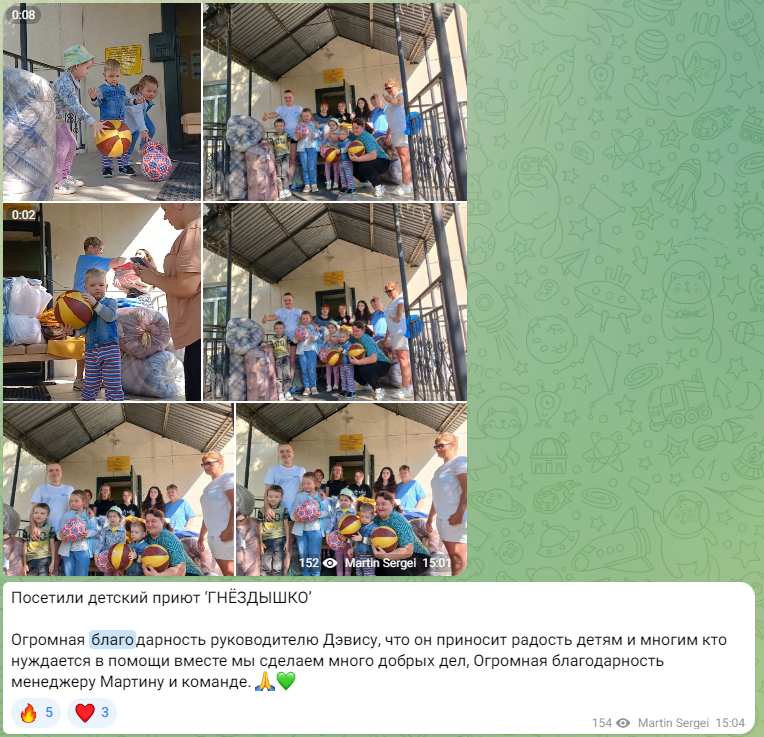 0:08
0:02
152 Martin Sergei 15:01
Посетили детский приют ‘ГНЁЗДЫШКО’
Огромная благодарность руководителю Дэвису, что он приносит радость детям и многим кто
нуждается в помощи вместе мы сделаем много добрых дел, Огромная благодарность
менеджеру Мартину и команде. 🙏💚
🔥 5 ❤️ 3
154 Martin Sergei 15:04